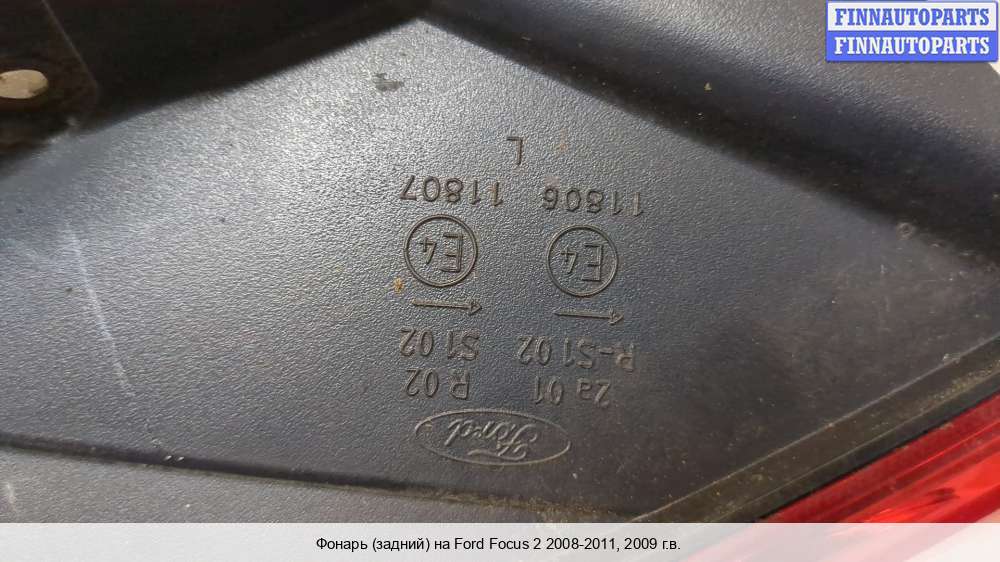 FINNAUTOPARTS
FINNAUTOPARTS
Ford
2a 01 R 02
R-S1 02 S1 02
E4 E4
11806 11807
L
Фонарь (задний) на Ford Focus 2 2008-2011, 2009 г.в.